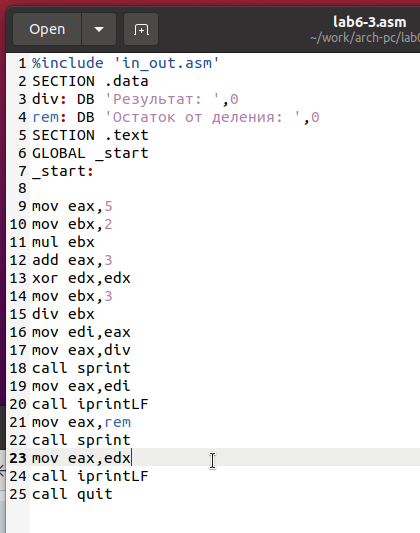 Open
lab6-3.asm
~/work/arch-pc/lab0
1 %include 'in_out.asm'
2 SECTION .data
3 div: DB 'Результат: ',0
4 rem: DB 'Остаток от деления: ',0
5 SECTION .text
6 GLOBAL _start
7 _start:
8
9 mov eax,5
10 mov ebx,2
11 mul ebx
12 add eax,3
13 xor edx,edx
14 mov ebx,3
15 div ebx
16 mov edi,eax
17 mov eax,div
18 call sprint
19 mov eax,edi
20 call iprintLF
21 mov eax,rem
22 call sprint
23 mov eax,edx
24 call iprintLF
25 call quit